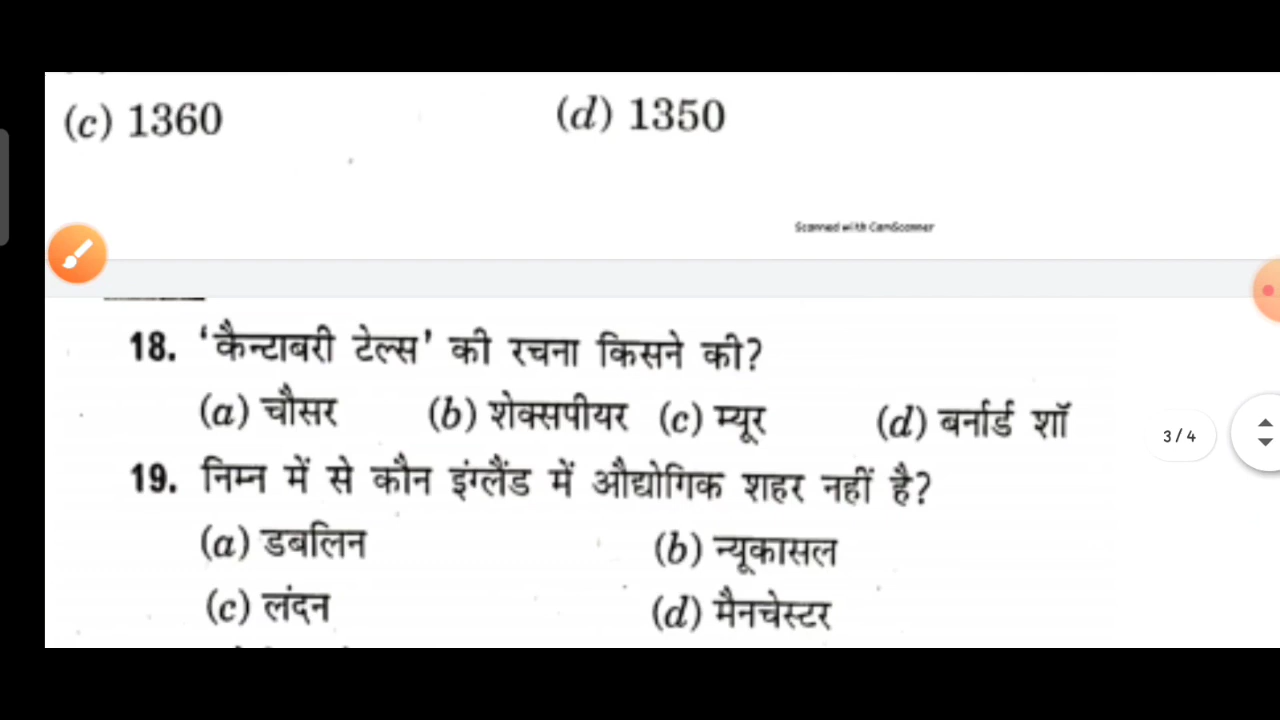 (c) 1360 (d) 1350
Scanned with CamScanner
18. ‘कैन्टाबरी टेल्स’ की रचना किसने की?
(a) चौसर (b) शेक्सपीयर (c) म्यूर (d) बर्नार्ड शॉ
3/4
19. निम्न में से कौन इंग्लैंड में औद्योगिक शहर नहीं है?
(a) डबलिन (b) न्यूकासल
(c) लंदन (d) मैनचेस्टर